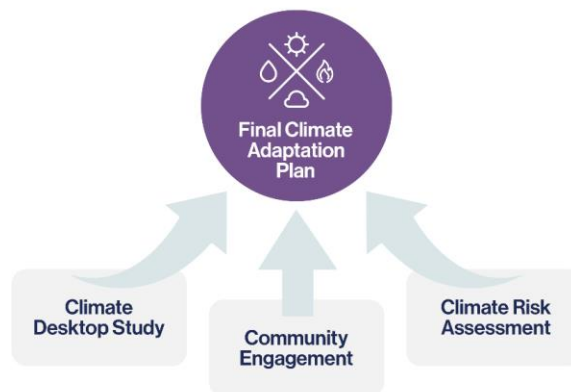 Final Climate
Adaptation
Plan
Climate
Desktop Study
Community
Engagement
Climate Risk
Assessment